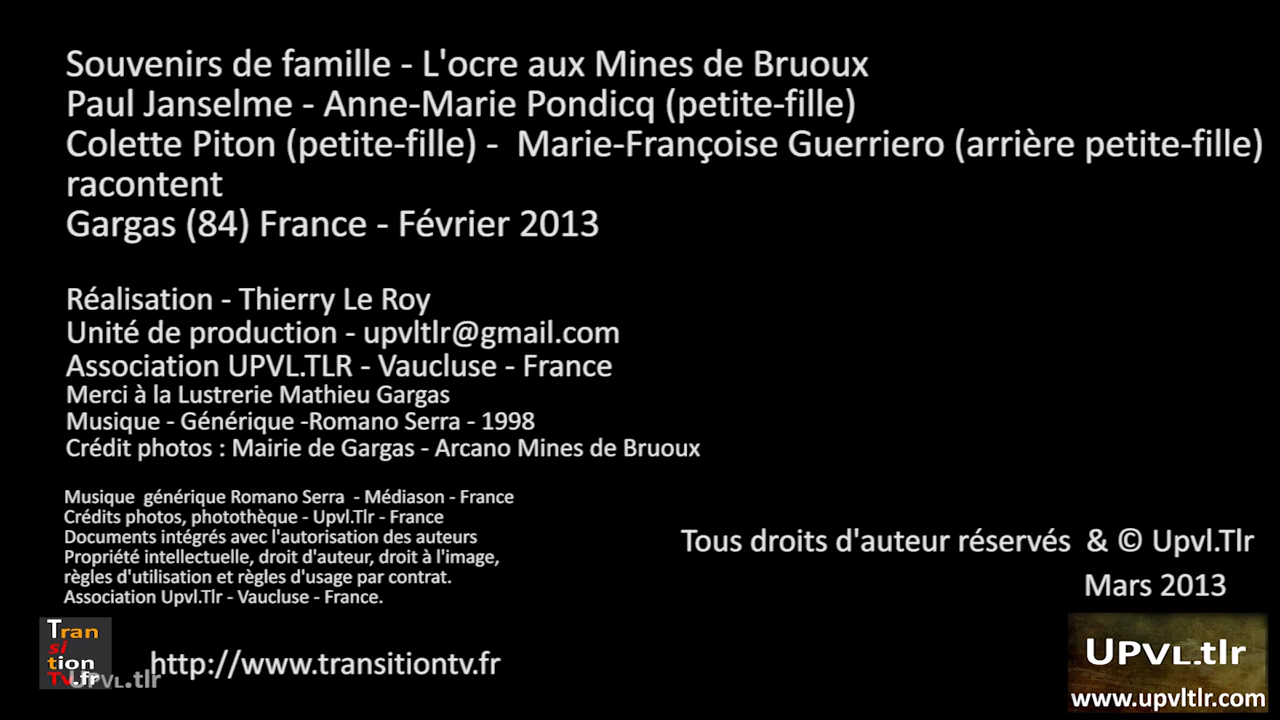 Souvenirs de famille - L'ocre aux Mines de Bruoux
Paul Janselme - Anne-Marie Pondicq (petite-fille)
Colette Piton (petite-fille) - Marie-Françoise Guerriero (arrière petite-fille)
racontent
Gargas (84) France - Février 2013
Réalisation - Thierry Le Roy
Unité de production - upvltlr@gmail.com
Association UPVL.TLR - Vaucluse - France
Merci à la Lustrerie Mathieu Gargas
Musique - Générique -Romano Serra - 1998
Crédit photos : Mairie de Gargas - Arcano Mines de Bruoux
Musique générique Romano Serra - Médiason - France
Crédits photos, photothèque - Upvl.Tlr - France
Documents intégrés avec l'autorisation des auteurs
Propriété intellectuelle, droit d'auteur, droit à l'image,
règles d'utilisation et règles d'usage par contrat.
Association Upvl.Tlr - Vaucluse - France.
Tous droits d'auteur réservés & © Upvl.Tlr
Mars 2013
Tran
si
tion
Tv.fr
UPVL.tlr
http://www.transitiontv.fr
UPVL.tlr
www.upvltlr.com